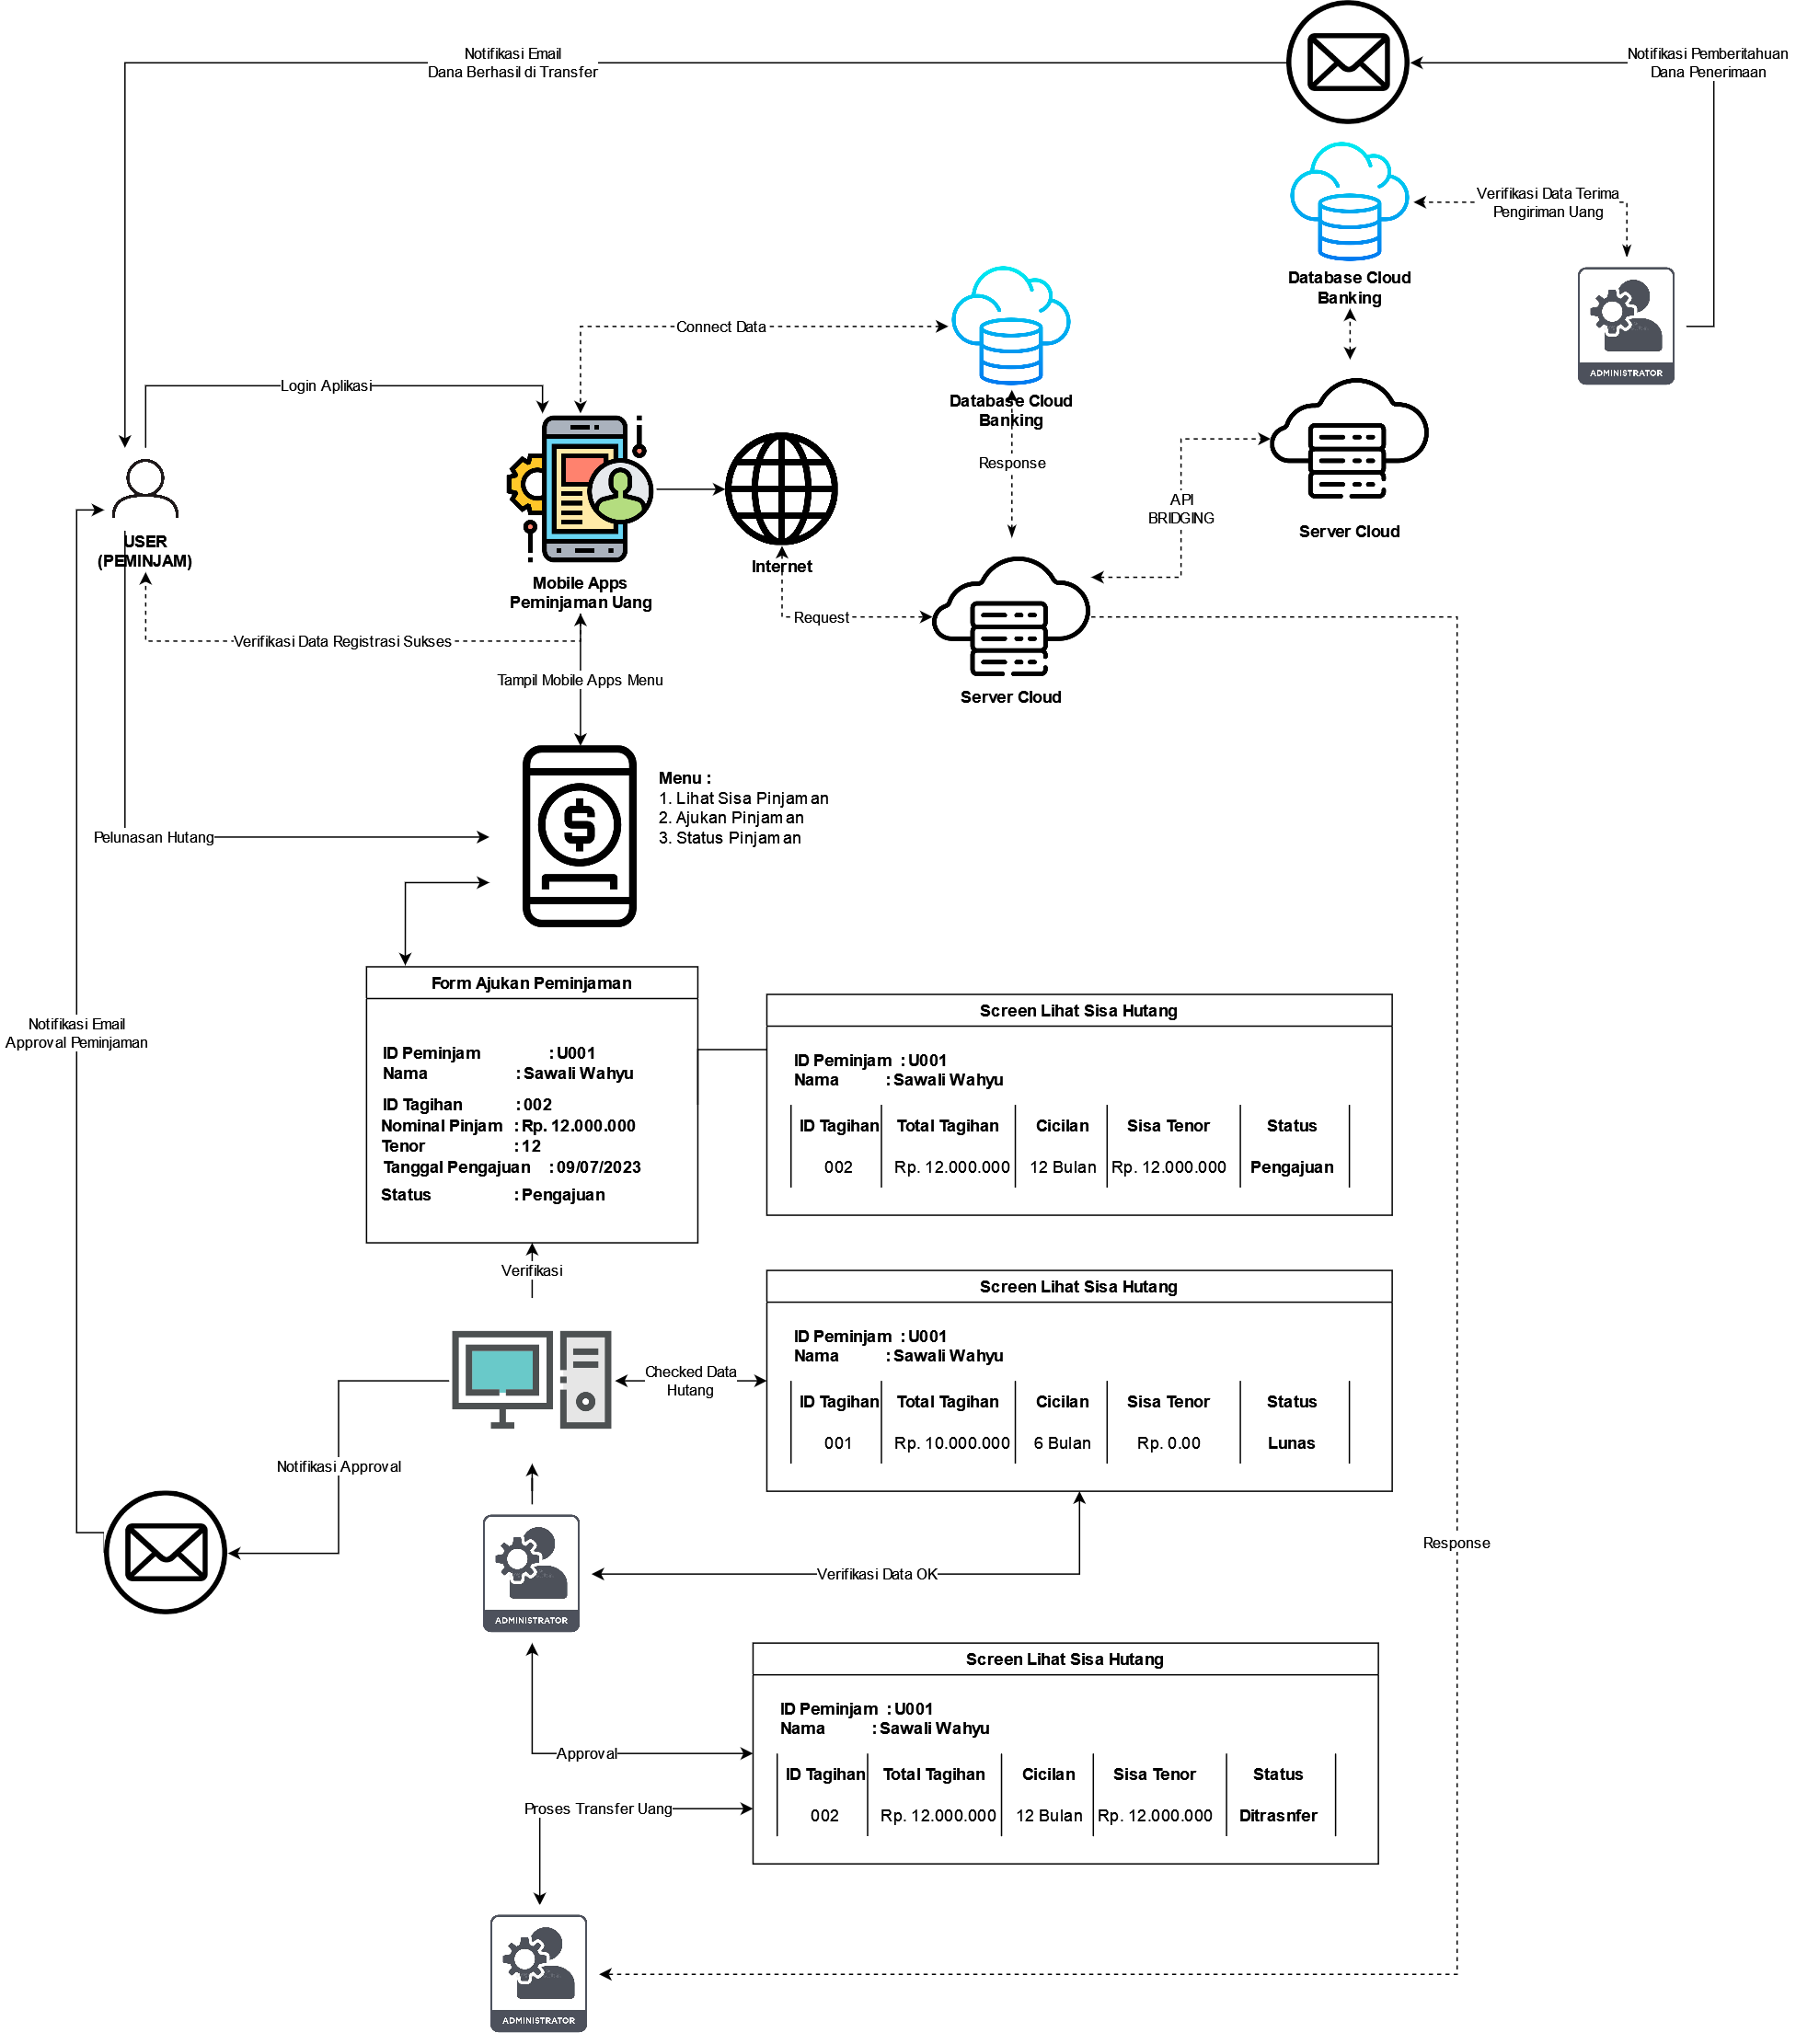 Notifikasi Email
Dana Berhasil di Transfer
Notifikasi Pemberitahuan
Dana Penerimaan
Verifikasi Data Terima
Pengiriman Uang
Database Cloud
Banking
ADMINISTRATOR
Connect Data
Login Aplikasi
Database Cloud
Banking
Response
API
BRIDGING
Server Cloud
USER
(PEMINJAM)
Mobile Apps
Peminjaman Uang
Internet
Request
Verifikasi Data Registrasi Sukses
Server Cloud
Tampil Mobile Apps Menu
Menu :
1. Lihat Sisa Pinjaman
2. Ajukan Pinjaman
3. Status Pinjaman
Pelunasan Hutang
Notifikasi Email
Approval Peminjaman
Form Ajukan Peminjaman
ID Peminjam : U001
Nama : Sawali Wahyu
ID Tagihan : 002
Nominal Pinjam : Rp. 12.000.000
Tenor : 12
Tanggal Pengajuan : 09/07/2023
Status : Pengajuan
Screen Lihat Sisa Hutang
ID Peminjam : U001
Nama : Sawali Wahyu
ID Tagihan Total Tagihan Cicilan Sisa Tenor Status
002 Rp. 12.000.000 12 Bulan Rp. 12.000.000 Pengajuan
Verifikasi
Screen Lihat Sisa Hutang
ID Peminjam : U001
Nama : Sawali Wahyu
ID Tagihan Total Tagihan Cicilan Sisa Tenor Status
001 Rp. 10.000.000 6 Bulan Rp. 0.00 Lunas
Checked Data
Hutang
Notifikasi Approval
Response
Verifikasi Data OK
ADMINISTRATOR
Screen Lihat Sisa Hutang
ID Peminjam : U001
Nama : Sawali Wahyu
ID Tagihan Total Tagihan Cicilan Sisa Tenor Status
002 Rp. 12.000.000 12 Bulan Rp. 12.000.000 Ditrasnfer
Approval
Proses Transfer Uang
ADMINISTRATOR